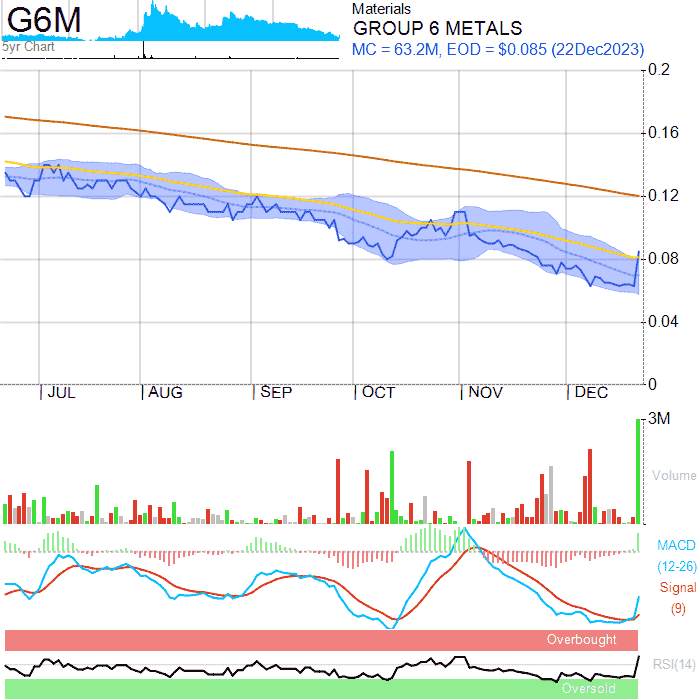 G6M
5yr Chart
Materials
GROUP 6 METALS
MC = 63.2M, EOD = $0.085 (22Dec2023)
0.2
0.16
0.12
0.08
0.04
0
JUL AUG SEP OCT NOV DEC
3M
Volume
MACD
(12-26)
Signal
(9)
Overbought
RSI(14)
Oversold